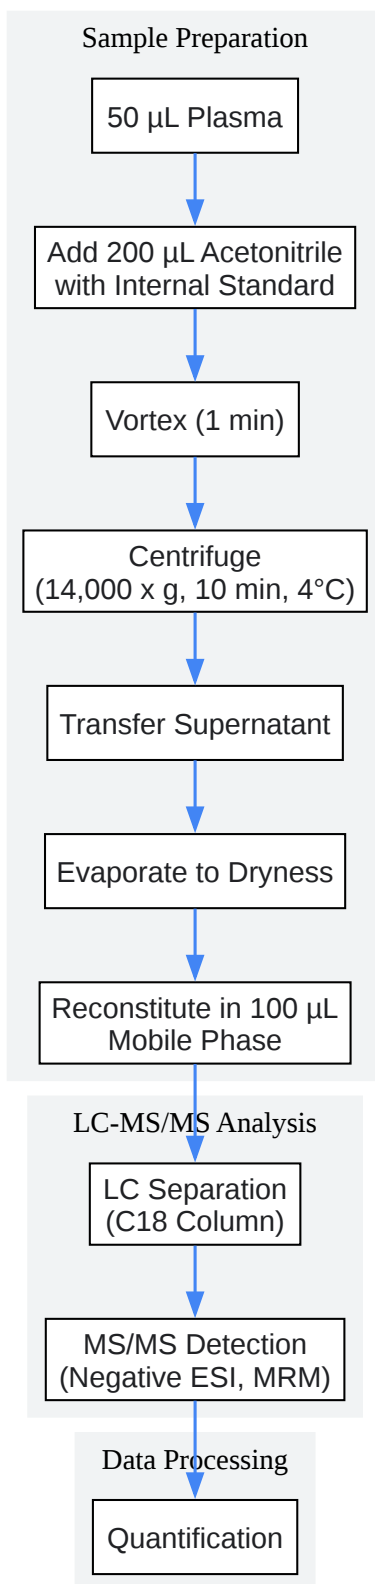 Sample Preparation
50 µL Plasma
Add 200 µL Acetonitrile
with Internal Standard
Vortex (1 min)
Centrifuge
(14,000 x g, 10 min, 4°C)
Transfer Supernatant
Evaporate to Dryness
Reconstitute in 100 µL
Mobile Phase
LC-MS/MS Analysis
LC Separation
(C18 Column)
MS/MS Detection
(Negative ESI, MRM)
Data Processing
Quantification